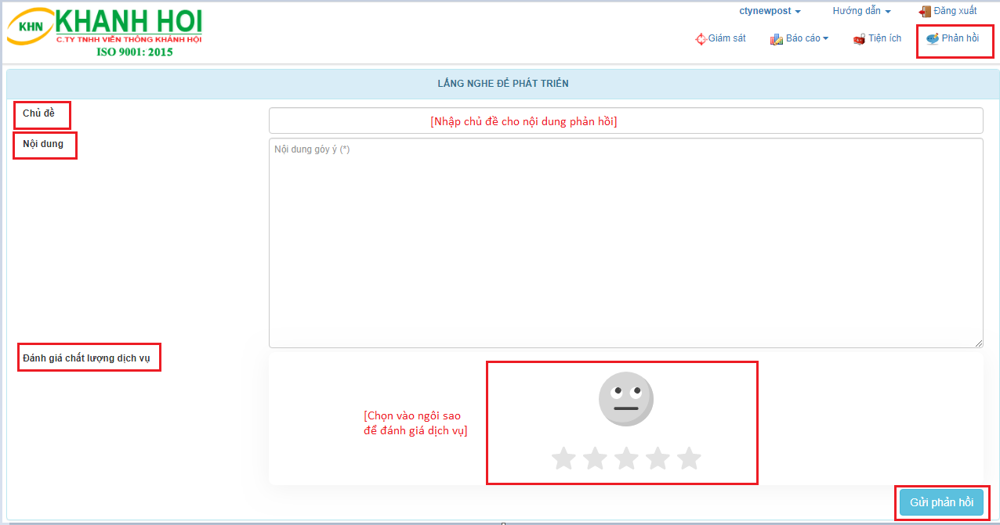 KHN
KHANH HOI
C.TY TNHH VIỄN THÔNG KHÁNH HỘI
ISO 9001: 2015
ctynewpost
Hướng dẫn
Đăng xuất
Giám sát
Báo cáo
Tiện ích
Phản hồi
LẮNG NGHE ĐỂ PHÁT TRIỂN
Chủ đề
[Nhập chủ đề cho nội dung phản hồi]
Nội dung
Nội dung góy ý (*)
Đánh giá chất lượng dịch vụ
[Chọn vào ngôi sao
để đánh giá dịch vụ]
Gửi phản hồi